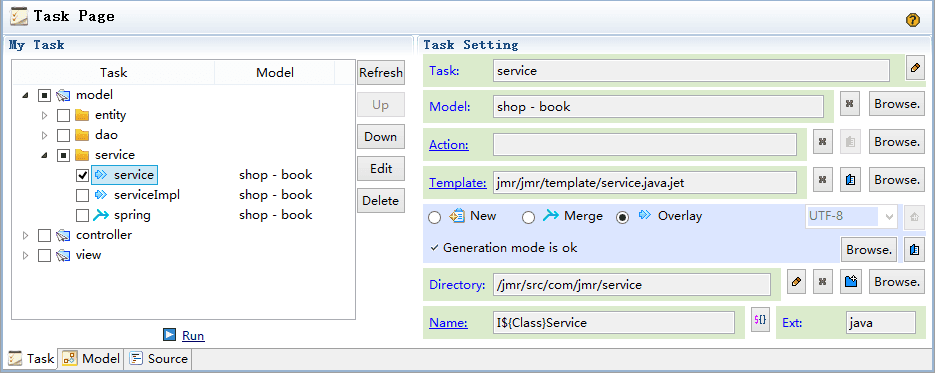 Task Page
My Task
Task Model
model
entity
dao
service
service shop - book
serviceImpl shop - book
spring shop - book
controller
view
Refresh
Up
Down
Edit
Delete
Run
Task Setting
Task: service
Model: shop - book Browse.
Action: Browse.
Template: jmr/jmr/template/service.java.jet Browse.
New Merge Overlay UTF-8
Generation mode is ok Browse.
Directory: /jmr/src/com/jmr/service Browse.
Name: I${Class}Service ${} Ext: java
Task Model Source